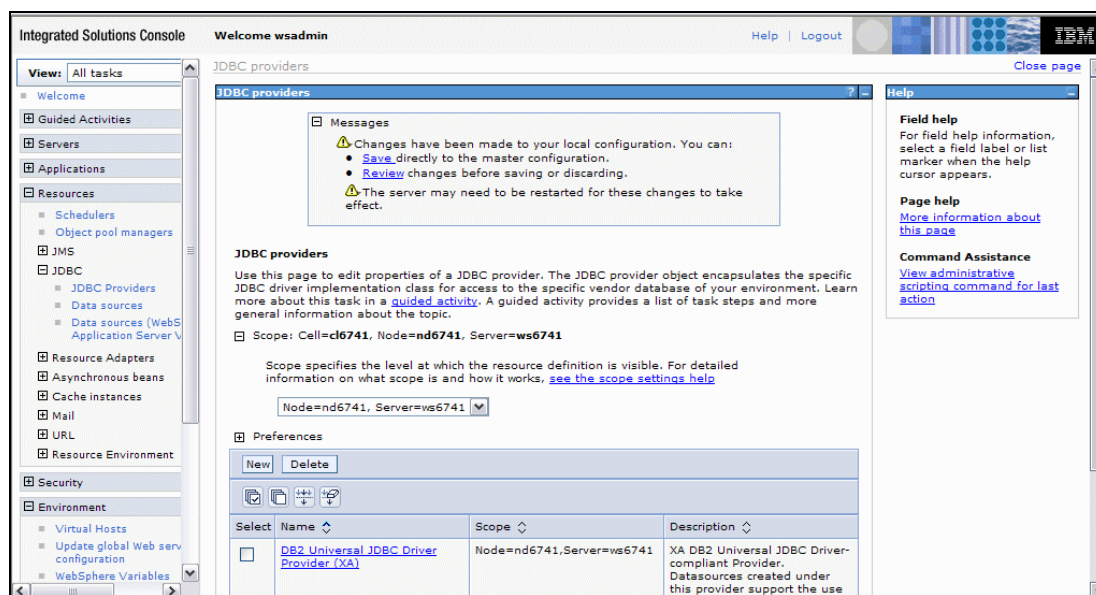 Integrated Solutions Console
Welcome wsadmin
Help | Logout
IBM
View: All tasks
Welcome
Guided Activities
Servers
Applications
Resources
Schedulers
Object pool managers
JMS
JDBC
JDBC Providers
Data sources
Data sources (WebS
Application Server V
Resource Adapters
Asynchronous beans
Cache instances
Mail
URL
Resource Environment
Security
Environment
Virtual Hosts
Update global Web serv
configuration
WebSphere Variables
JDBC providers
Close page
JDBC providers
? –
Messages
Changes have been made to your local configuration. You can:
• Save directly to the master configuration.
• Review changes before saving or discarding.
The server may need to be restarted for these changes to take
effect.
JDBC providers
Use this page to edit properties of a JDBC provider. The JDBC provider object encapsulates the specific
JDBC driver implementation class for access to the specific vendor database of your environment. Learn
more about this task in a guided activity. A guided activity provides a list of task steps and more
general information about the topic.
Scope: Cell=cl6741, Node=nd6741, Server=ws6741
Scope specifies the level at which the resource definition is visible. For detailed
information on what scope is and how it works, see the scope settings help
Node=nd6741, Server=ws6741
Preferences
New Delete
Select Name Scope Description
DB2 Universal JDBC Driver
Provider (XA)
Node=nd6741,Server=ws6741
XA DB2 Universal JDBC Driver-
compliant Provider.
Datasources created under
this provider support the use
Help
Field help
For field help information,
select a field label or list
marker when the help
cursor appears.
Page help
More information about
this page
Command Assistance
View administrative
scripting command for last
action